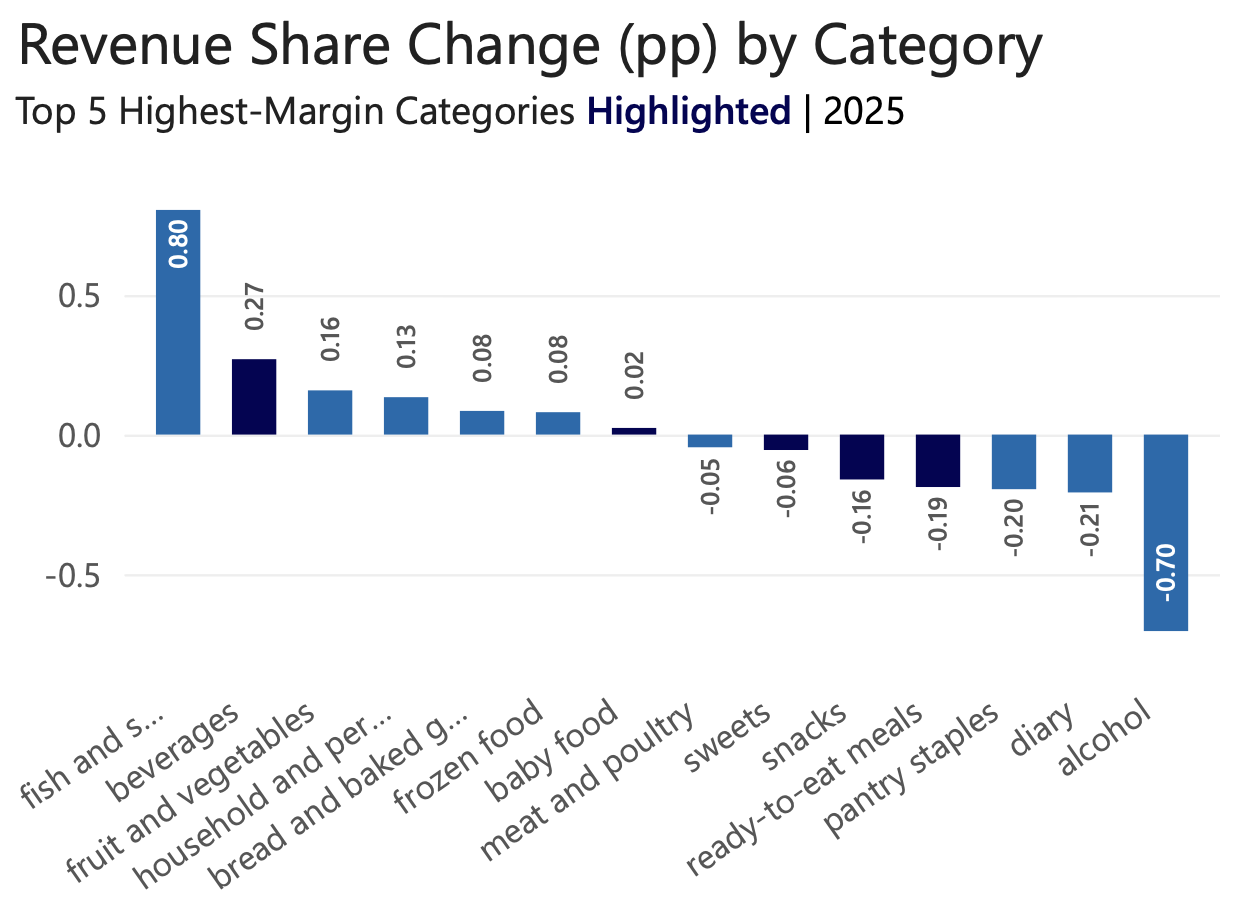 Revenue Share Change (pp) by Category
Top 5 Highest-Margin Categories Highlighted | 2025
0.5
0.0
-0.5
0.80
0.27
0.16
0.13
0.08
0.08
0.02
-0.05
-0.06
-0.16
-0.19
-0.20
-0.21
-0.70
fish and s...
beverages
fruit and vegetables
household and per...
bread and baked g...
frozen food
baby food
meat and poultry
sweets
snacks
ready-to-eat meals
pantry staples
diary
alcohol